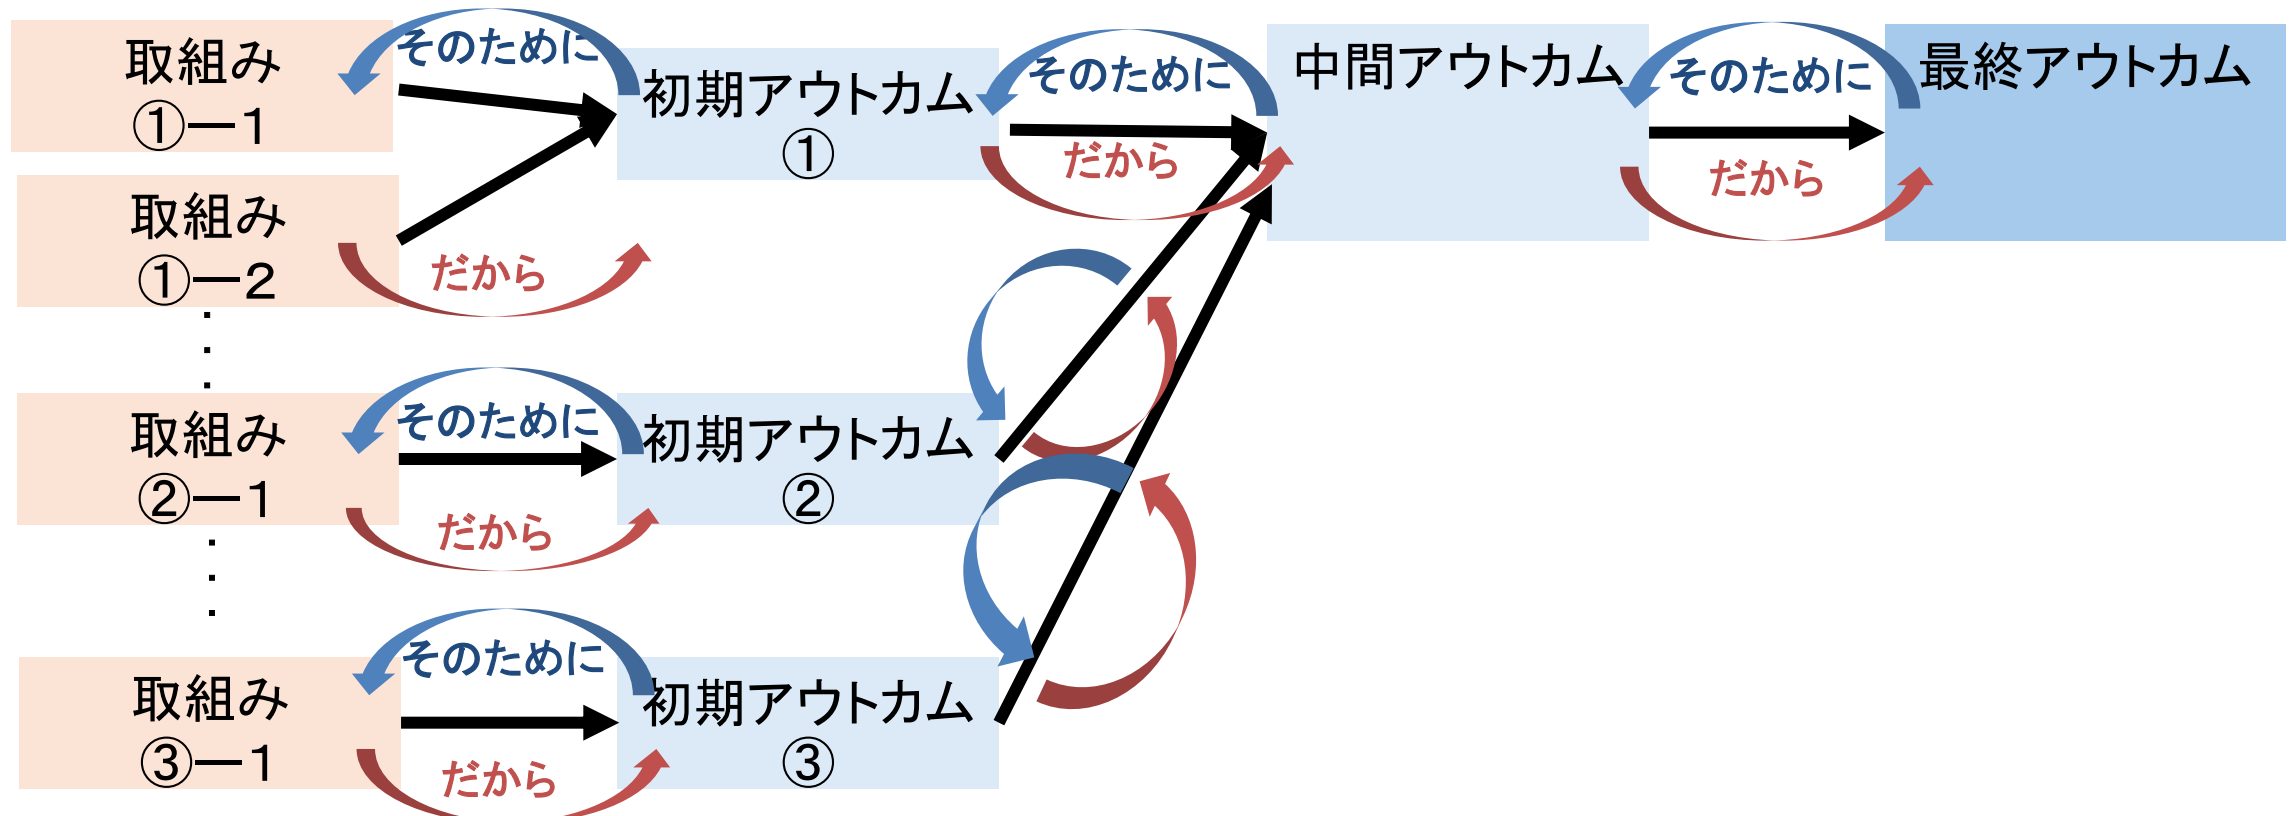 取組み
①ー1
そのために
初期アウトカム
①
そのために
だから
中間アウトカム
そのために
だから
最終アウトカム
取組み
①ー2
だから
・
・
・
取組み
②ー1
そのために
だから
初期アウトカム
②
・
・
・
取組み
③ー1
そのために
だから
初期アウトカム
③